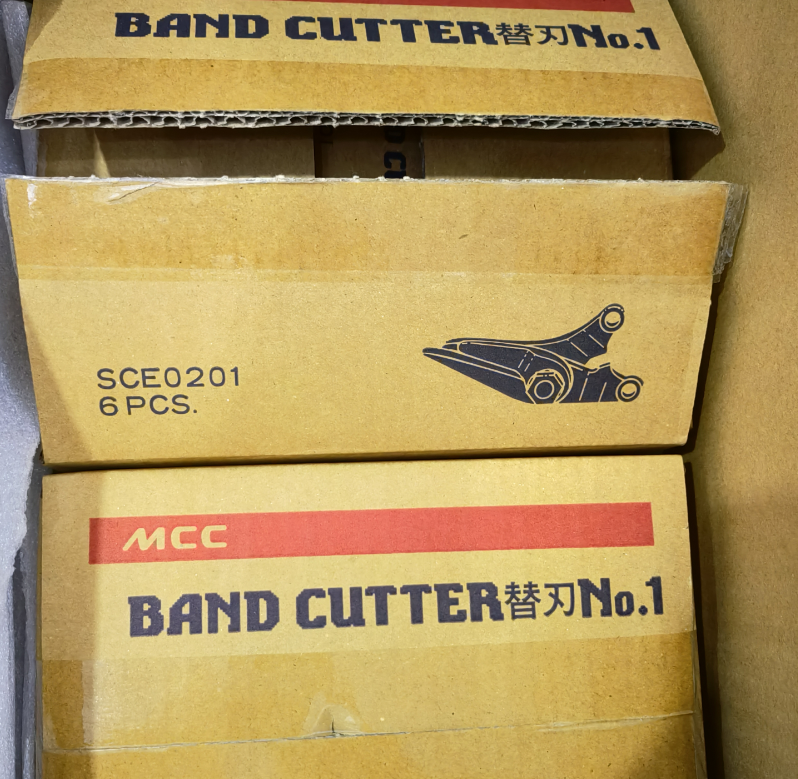 BAND CUTTER替刃No.1
SCE0201
6 PCS.
MCC
BAND CUTTER替刃No.1